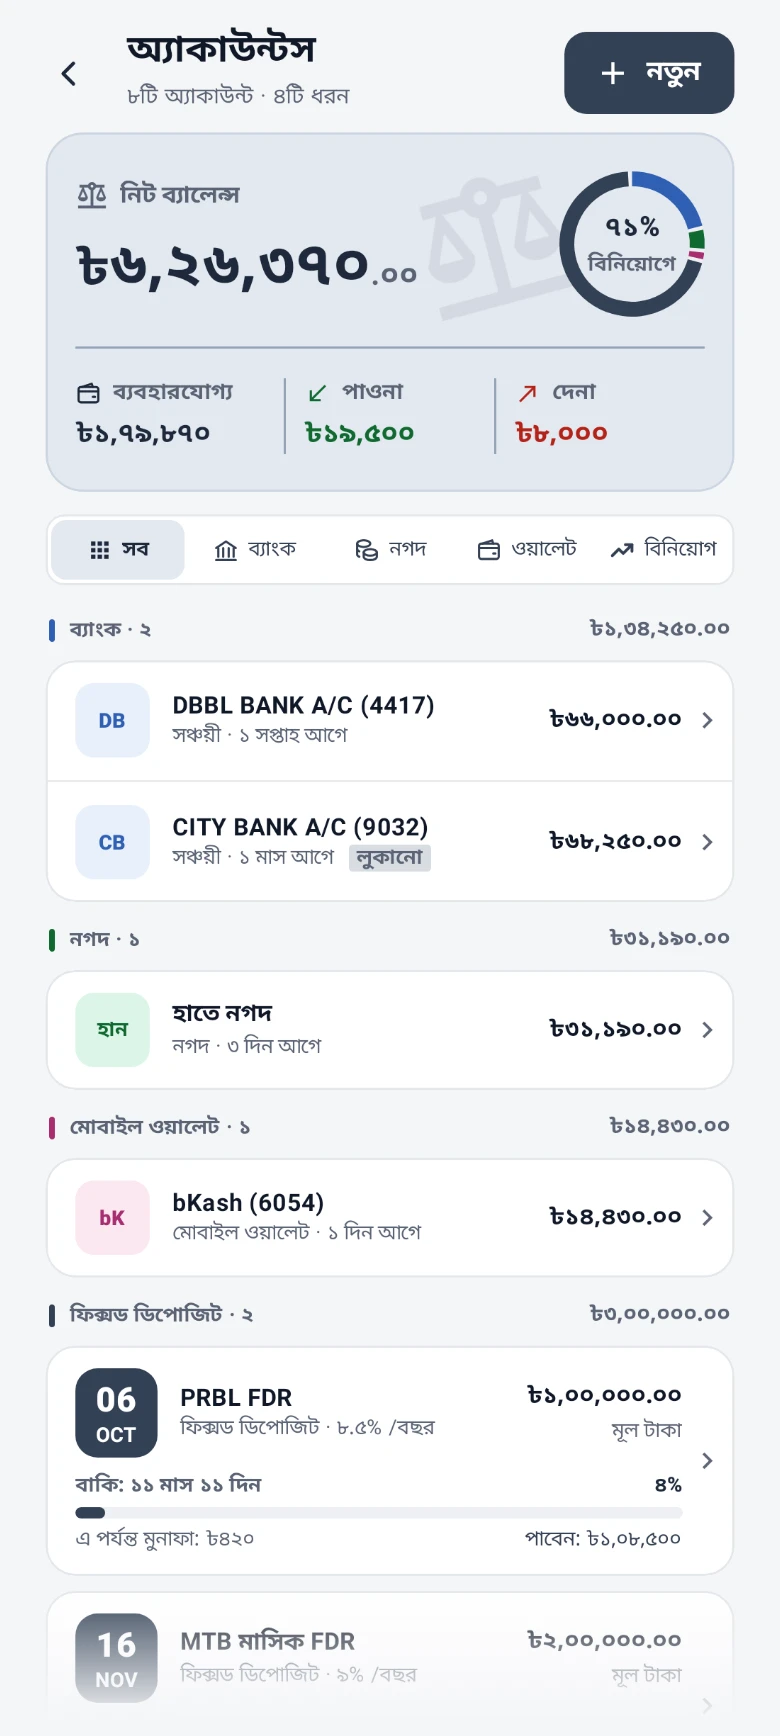 অ্যাকাউন্টস
৮টি অ্যাকাউন্ট · ৪টি ধরন
নতুন
নিট ব্যালেন্স
৳৬,২৬,৩৭০.০০
৭১%
বিনিয়োগে
ব্যবহারযোগ্য
৳১,৭৯,৮৭০
পাওনা
৳১৯,৫০০
দেনা
৳৮,০০০
সব
ব্যাংক
নগদ
ওয়ালেট
বিনিয়োগ
ব্যাংক · ২
৳১,৩৪,২৫০.০০
DB
DBBL BANK A/C (4417)
সঞ্চয়ী · ১ সপ্তাহ আগে
৳৬৬,০০০.০০
CB
CITY BANK A/C (9032)
সঞ্চয়ী · ১ মাস আগে লুকানো
৳৬৮,২৫০.০০
নগদ · ১
৳৩১,১৯০.০০
হান
হাতে নগদ
নগদ · ৩ দিন আগে
৳৩১,১৯০.০০
মোবাইল ওয়ালেট · ১
৳১৪,৪৩০.০০
bK
bKash (6054)
মোবাইল ওয়ালেট · ১ দিন আগে
৳১৪,৪৩০.০০
ফিক্সড ডিপোজিট · ২
৳৩,০০,০০০.০০
06
OCT
PRBL FDR
ফিক্সড ডিপোজিট · ৮.৫% /বছর
৳১,০০,০০০.০০
মূল টাকা
বাকি: ১১ মাস ১১ দিন
৪%
এ পর্যন্ত মুনাফা: ৳৪২০
পাবেন: ৳১,০৮,৫০০
16
NOV
MTB মাসিক FDR
ফিক্সড ডিপোজিট · ৯% /বছর
৳২,০০,০০০.০০
মূল টাকা